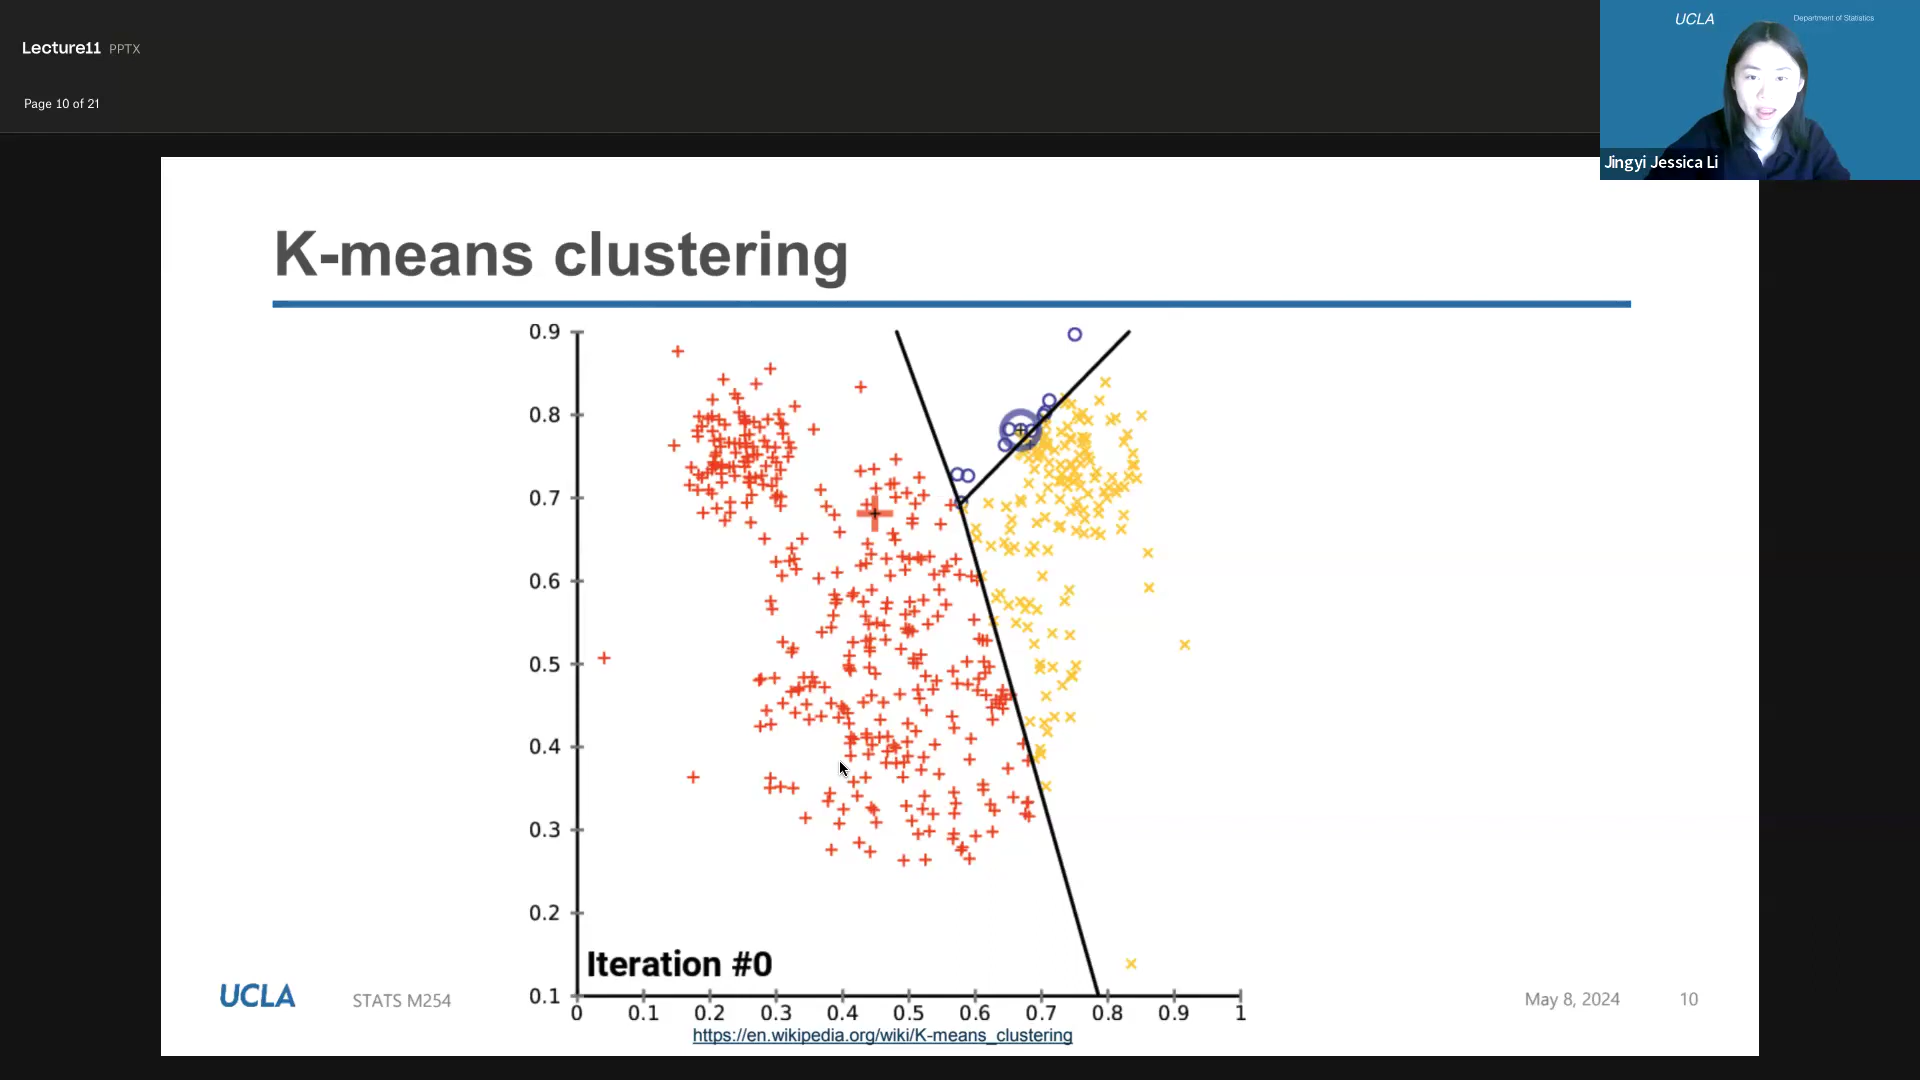 Lecture11 PPTX
Page 10 of 21
UCLA
Department of Statistics
Jingyi Jessica Li
K-means clustering
0.9
0.8
0.7
0.6
0.5
0.4
0.3
0.2
0.1
Iteration #0
0 0.1 0.2 0.3 0.4 0.5 0.6 0.7 0.8 0.9 1
https://en.wikipedia.org/wiki/K-means_clustering
UCLA
STATS M254
May 8, 2024
10